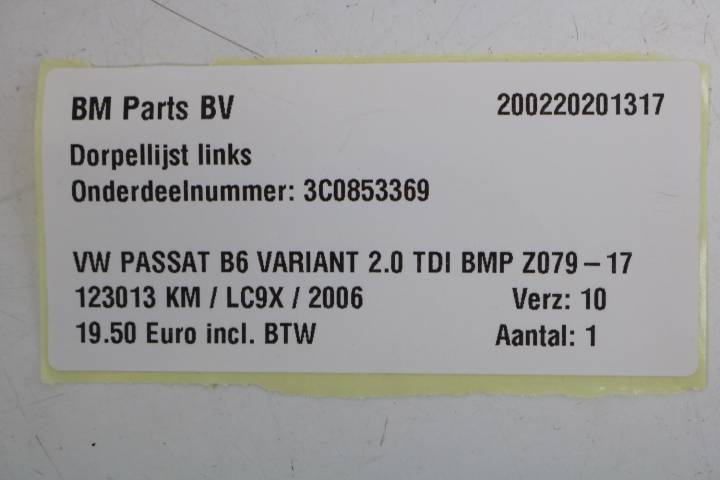 BM Parts BV 200220201317
Dorpellijst links
Onderdeelnummer: 3C0853369
VW PASSAT B6 VARIANT 2.0 TDI BMP Z079-17
123013 KM / LC9X / 2006 Verz: 10
19.50 Euro incl. BTW Aantal: 1